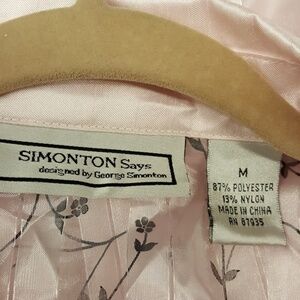 SIMONTON Says
designed by George Simonton
M
87% POLYESTER
13% NYLON
MADE IN CHINA
RN 87935